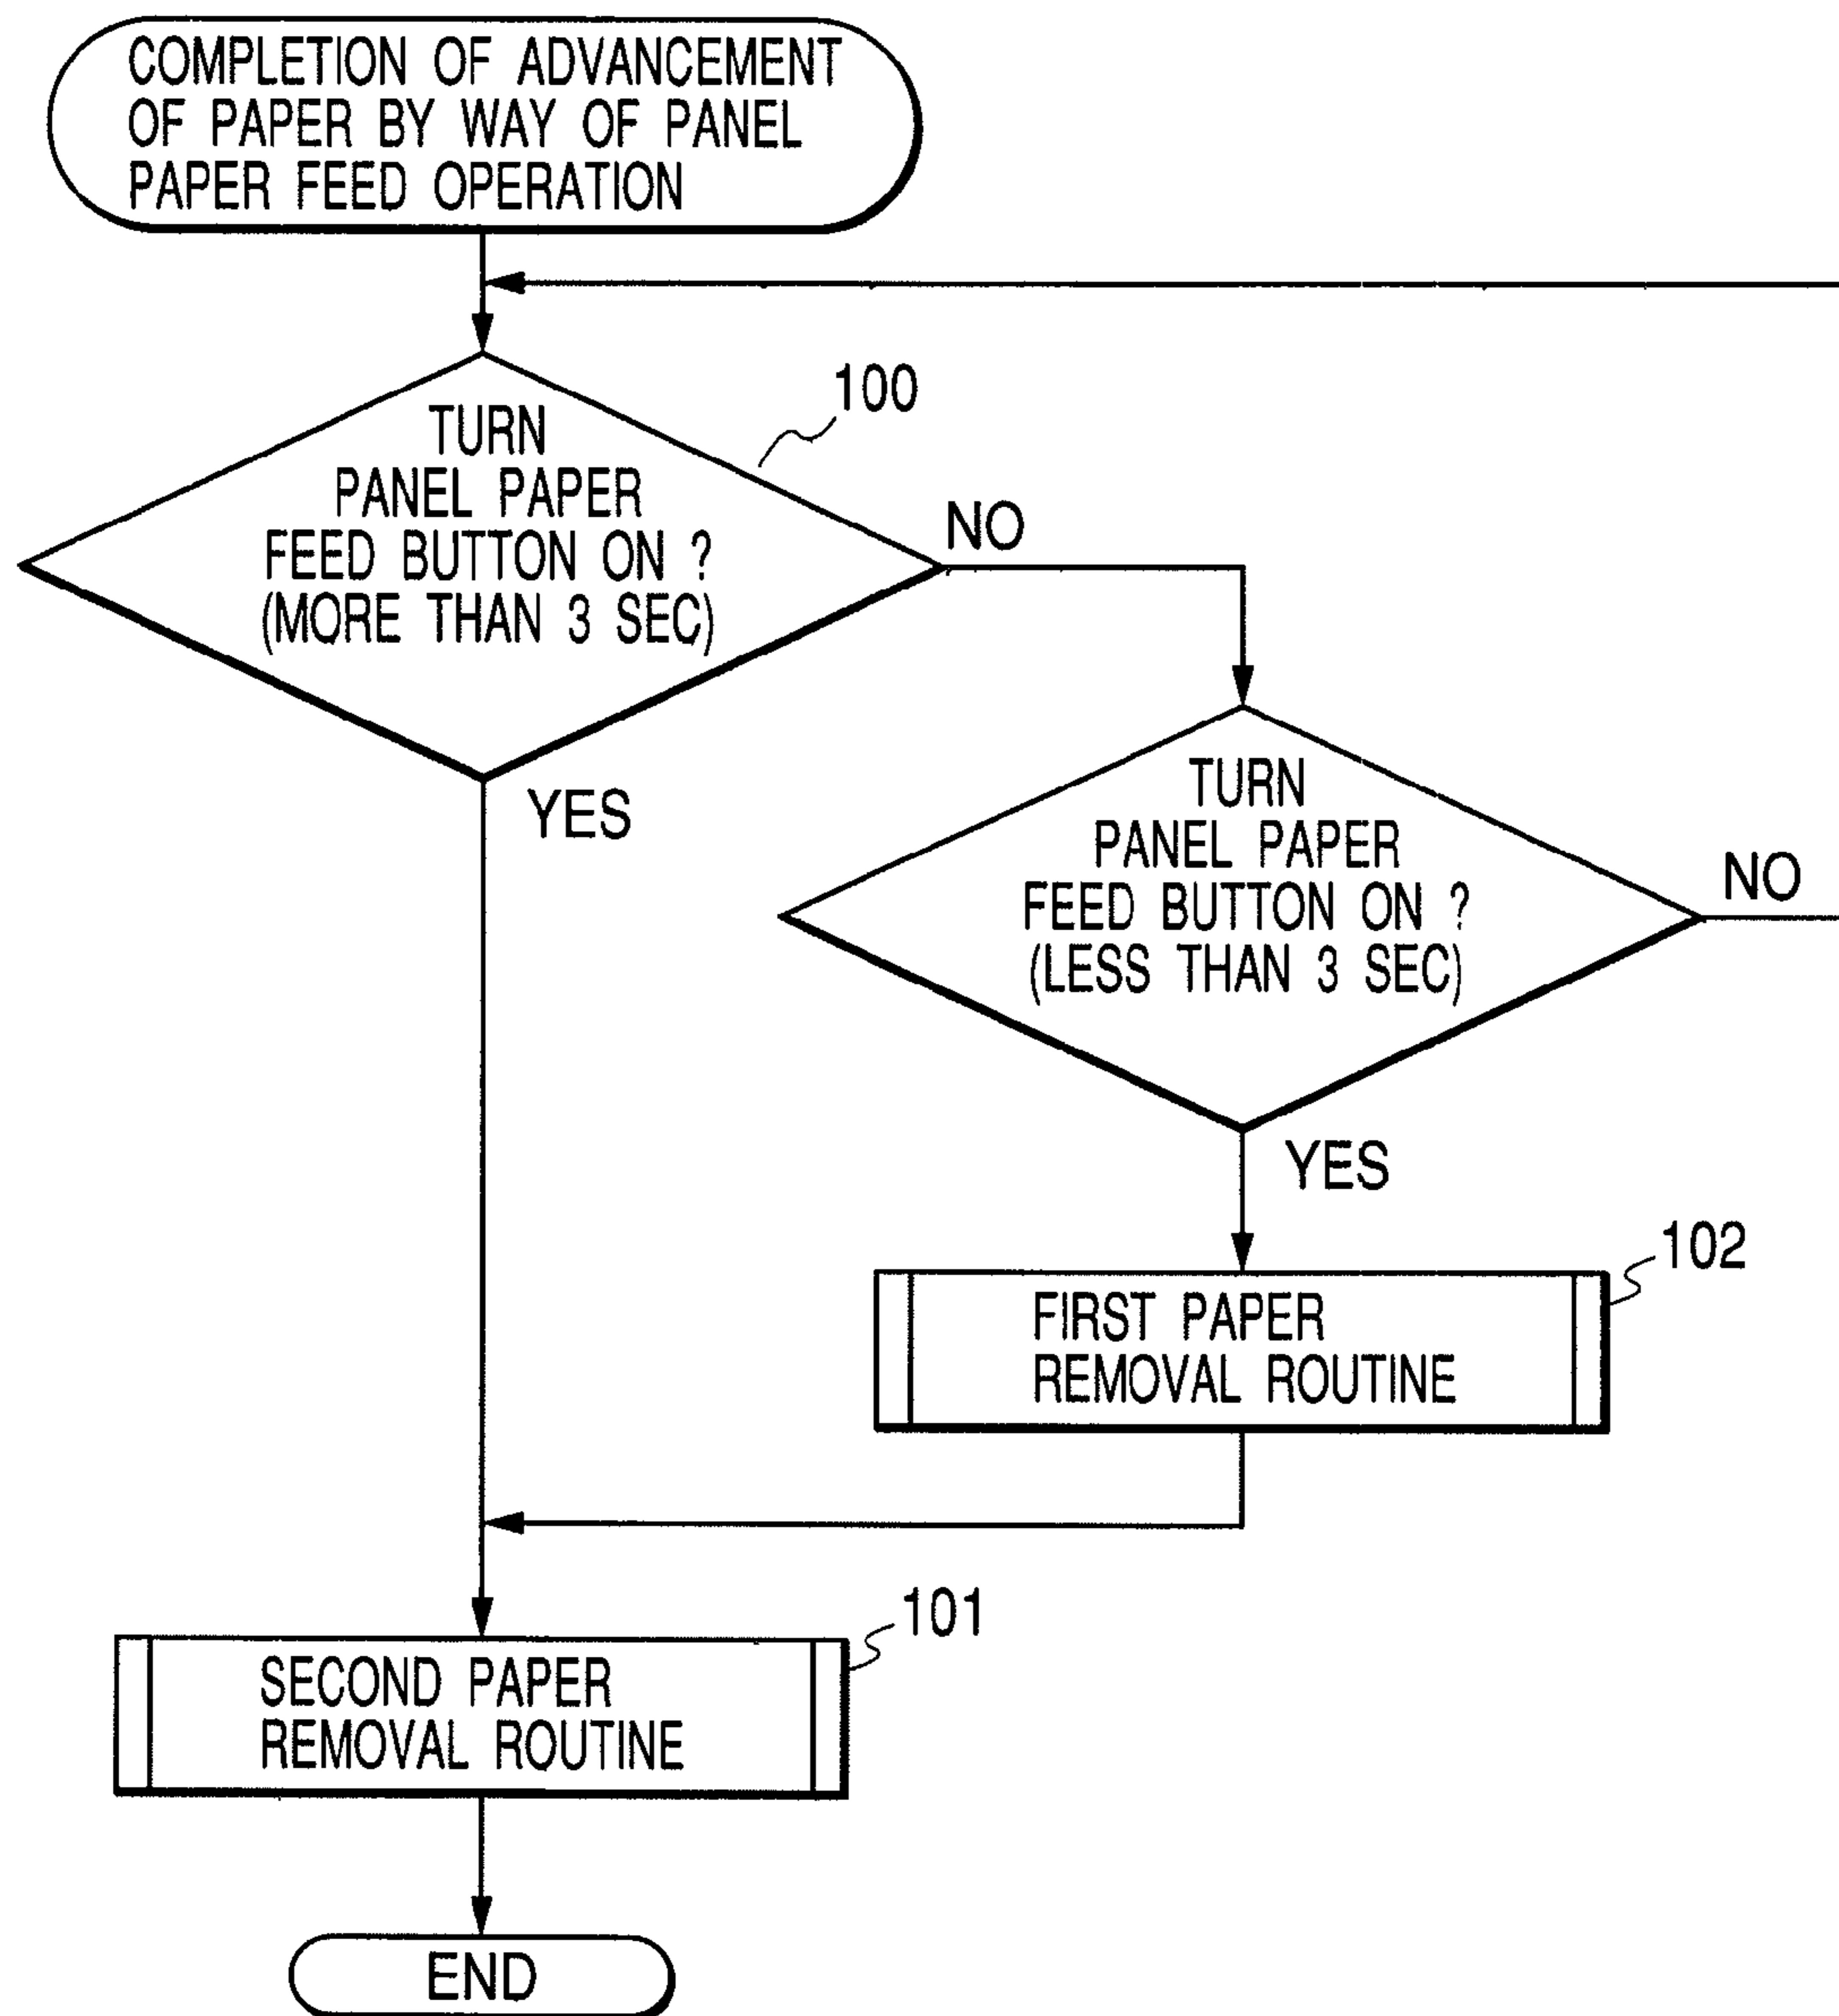 COMPLETION OF ADVANCEMENT
OF PAPER BY WAY OF PANEL
PAPER FEED OPERATION
100
TURN
PANEL PAPER
FEED BUTTON ON ?
(MORE THAN 3 SEC)
NO
YES
TURN
PANEL PAPER
FEED BUTTON ON ?
(LESS THAN 3 SEC)
NO
YES
102
FIRST PAPER
REMOVAL ROUTINE
101
SECOND PAPER
REMOVAL ROUTINE
END